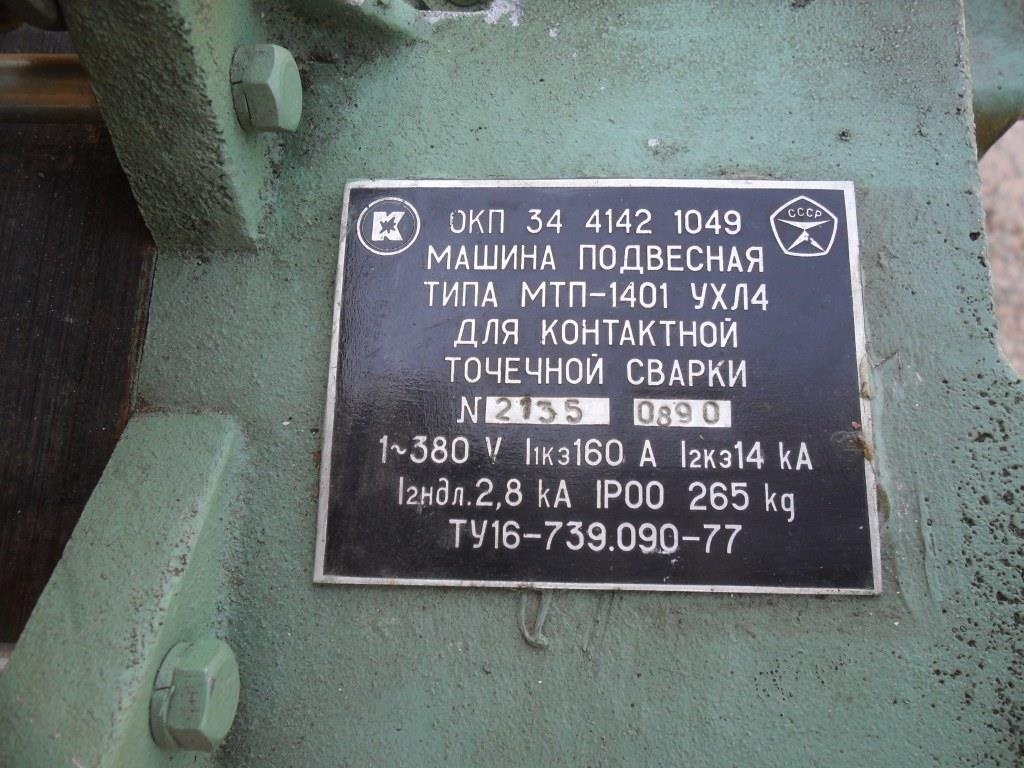 ОКП 34 4142 1049
СССР
МАШИНА ПОДВЕСНАЯ
ТИПА МТП-1401 УХЛ4
ДЛЯ КОНТАКТНОЙ
ТОЧЕЧНОЙ СВАРКИ
N 2135 0890
1~380 V I1кз160 A I2кз14 kA
I2ндл.2,8 kA IP00 265 kg
ТУ16-739.090-77